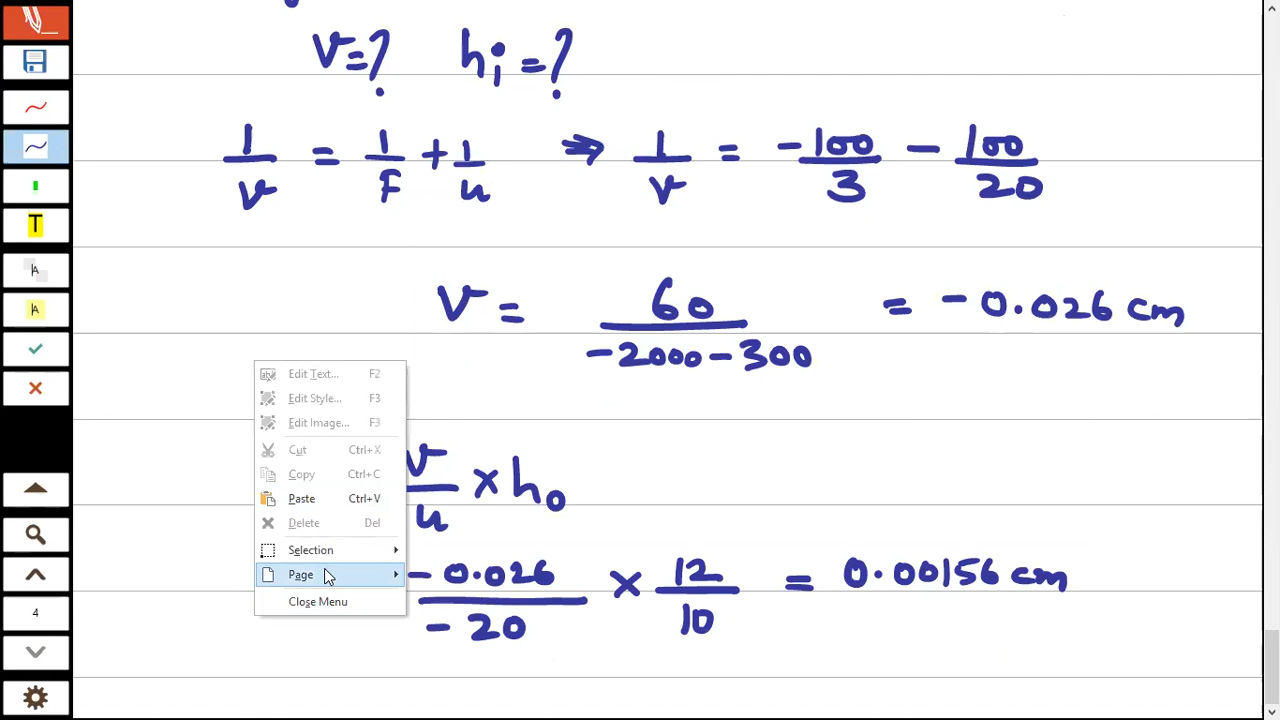 v=? hi =?
1/v = 1/F + 1/u ⇒ 1/v = -100/3 - 100/20
v = 60/-2000-300 = -0.026 cm
Edit Text... F2
Edit Style... F3
Edit Image... F3
Cut Ctrl+X
Copy Ctrl+C
Paste Ctrl+V
Delete Del
Selection
Page
Close Menu
v/u × ho
-0.026/-20 × 12/10 = 0.00156 cm
T
A
A
4